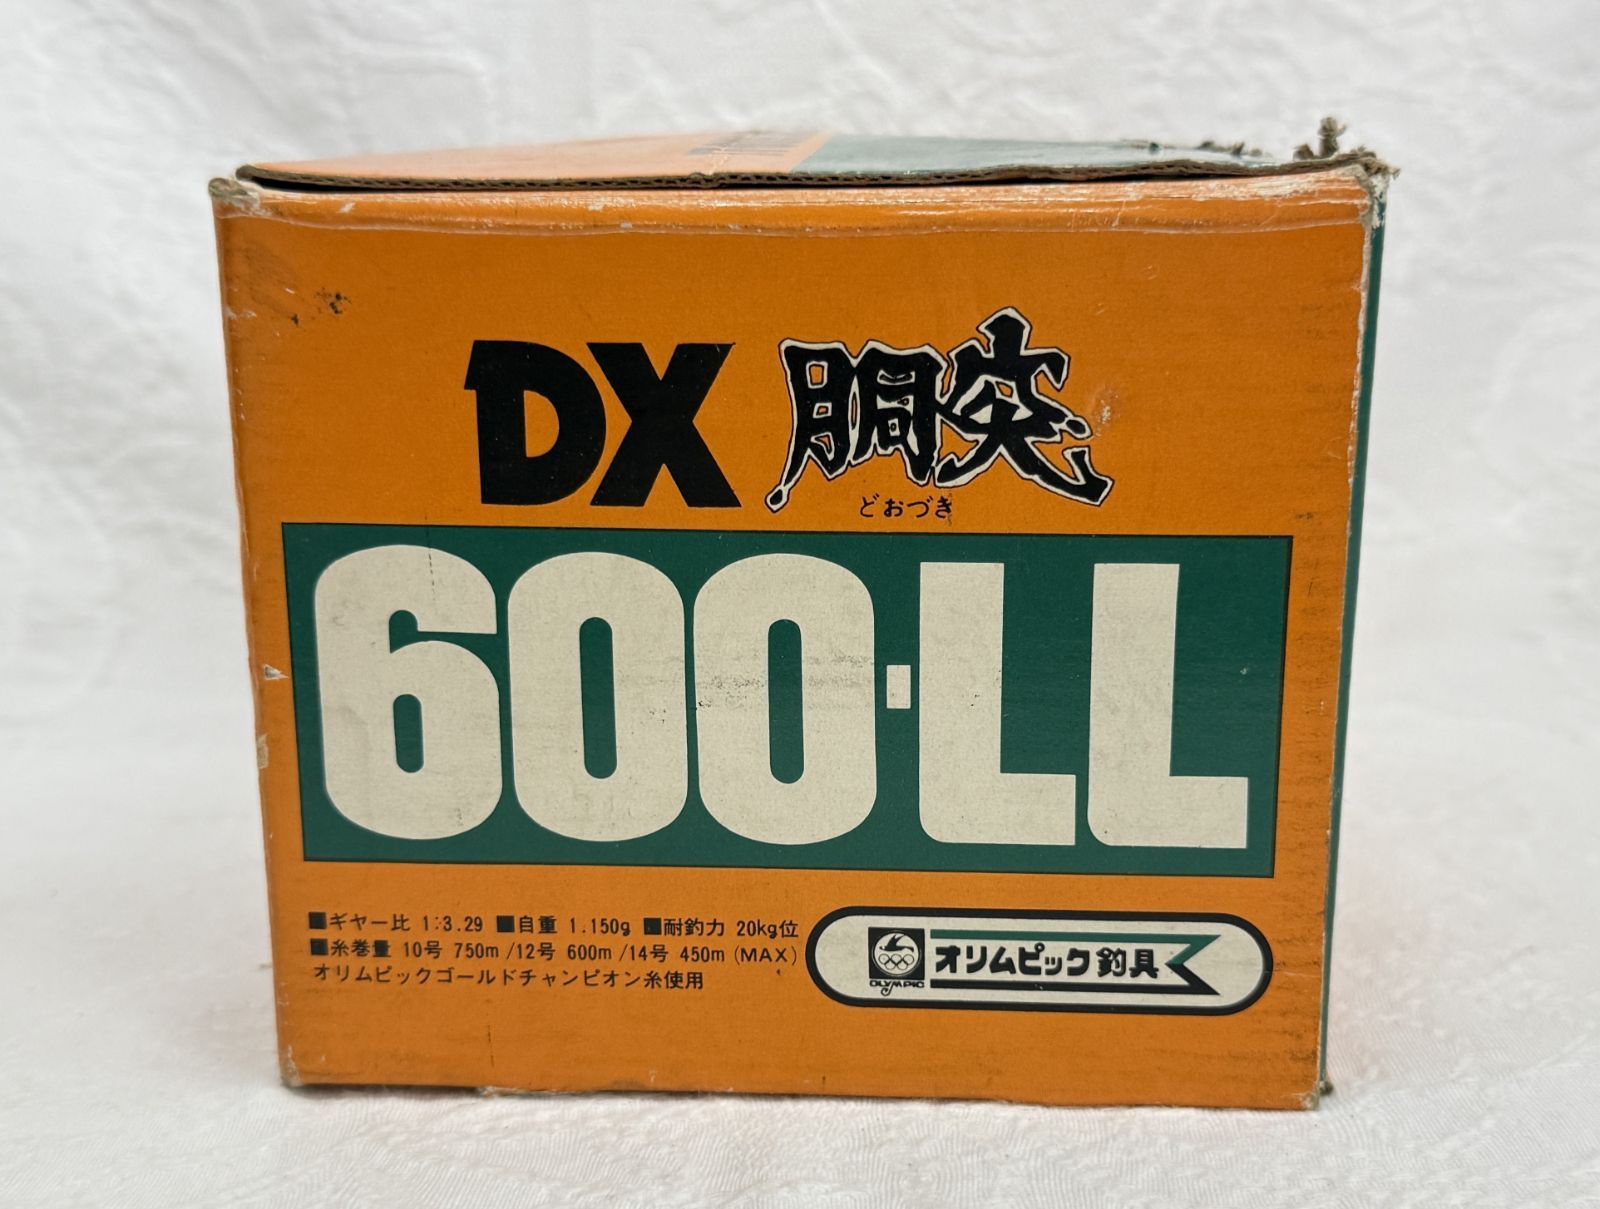 DX 胴突
どおづき
600-LL
■ギヤー比 1:3.29 ■自重 1.150g ■耐釣力 20kg位
■糸巻量 10号 750m/12号 600m/14号 450m (MAX)
オリムピックゴールドチャンピオン糸使用
オリムピック釣具
OLYMPIC